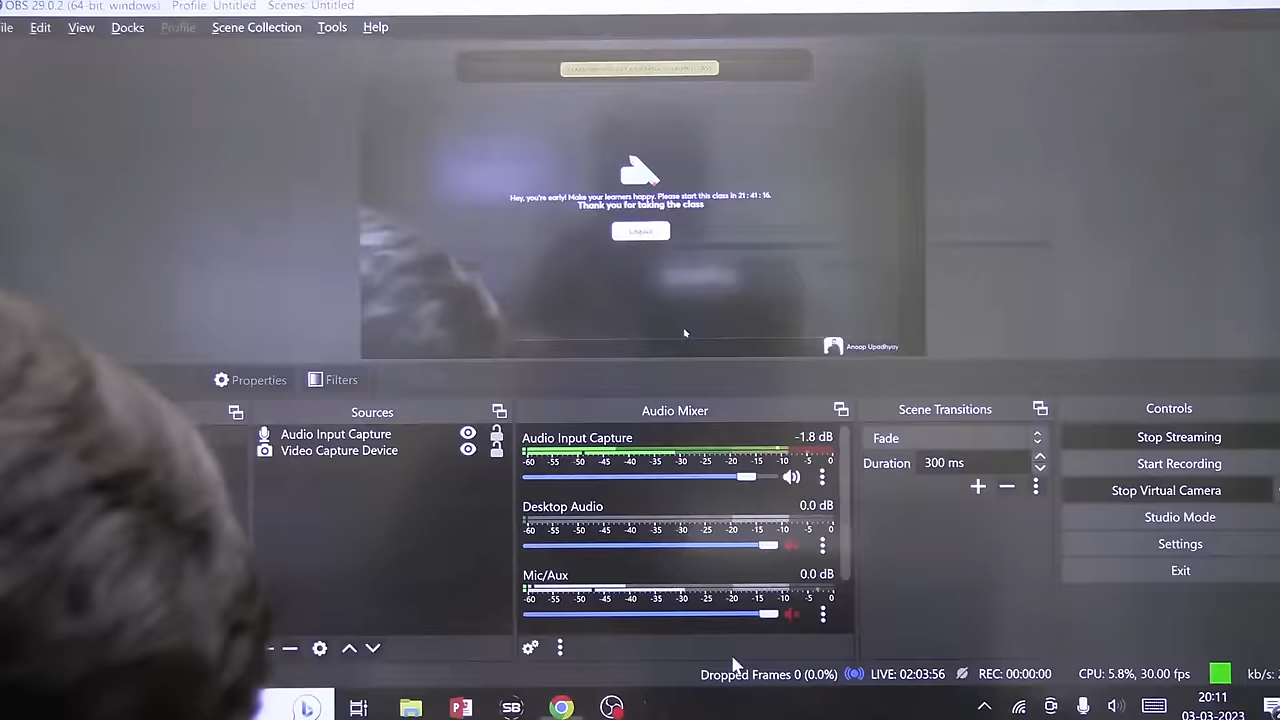 OBS 29.0.2 (64-bit, windows) Profile: Untitled Scenes: Untitled
ile Edit View Docks Profile Scene Collection Tools Help
Hey, you're early! Make your learners happy. Please start this class in 21 : 41 : 16.
Thank you for taking the class
Anoop Upadhyay
Properties Filters
Sources
Audio Input Capture
Video Capture Device
Audio Mixer
Audio Input Capture -1.8 dB
-60 -55 -50 -45 -40 -35 -30 -25 -20 -15 -10 -5 0
Desktop Audio 0.0 dB
-60 -55 -50 -45 -40 -35 -30 -25 -20 -15 -10 -5 0
Mic/Aux 0.0 dB
-60 -55 -50 -45 -40 -35 -30 -25 -20 -15 -10 -5 0
Scene Transitions
Fade
Duration 300 ms
Controls
Stop Streaming
Start Recording
Stop Virtual Camera
Studio Mode
Settings
Exit
Dropped Frames 0 (0.0%) LIVE: 02:03:56 REC: 00:00:00 CPU: 5.8%, 30.00 fps kb/s:
SB
20:11
03-03-2023